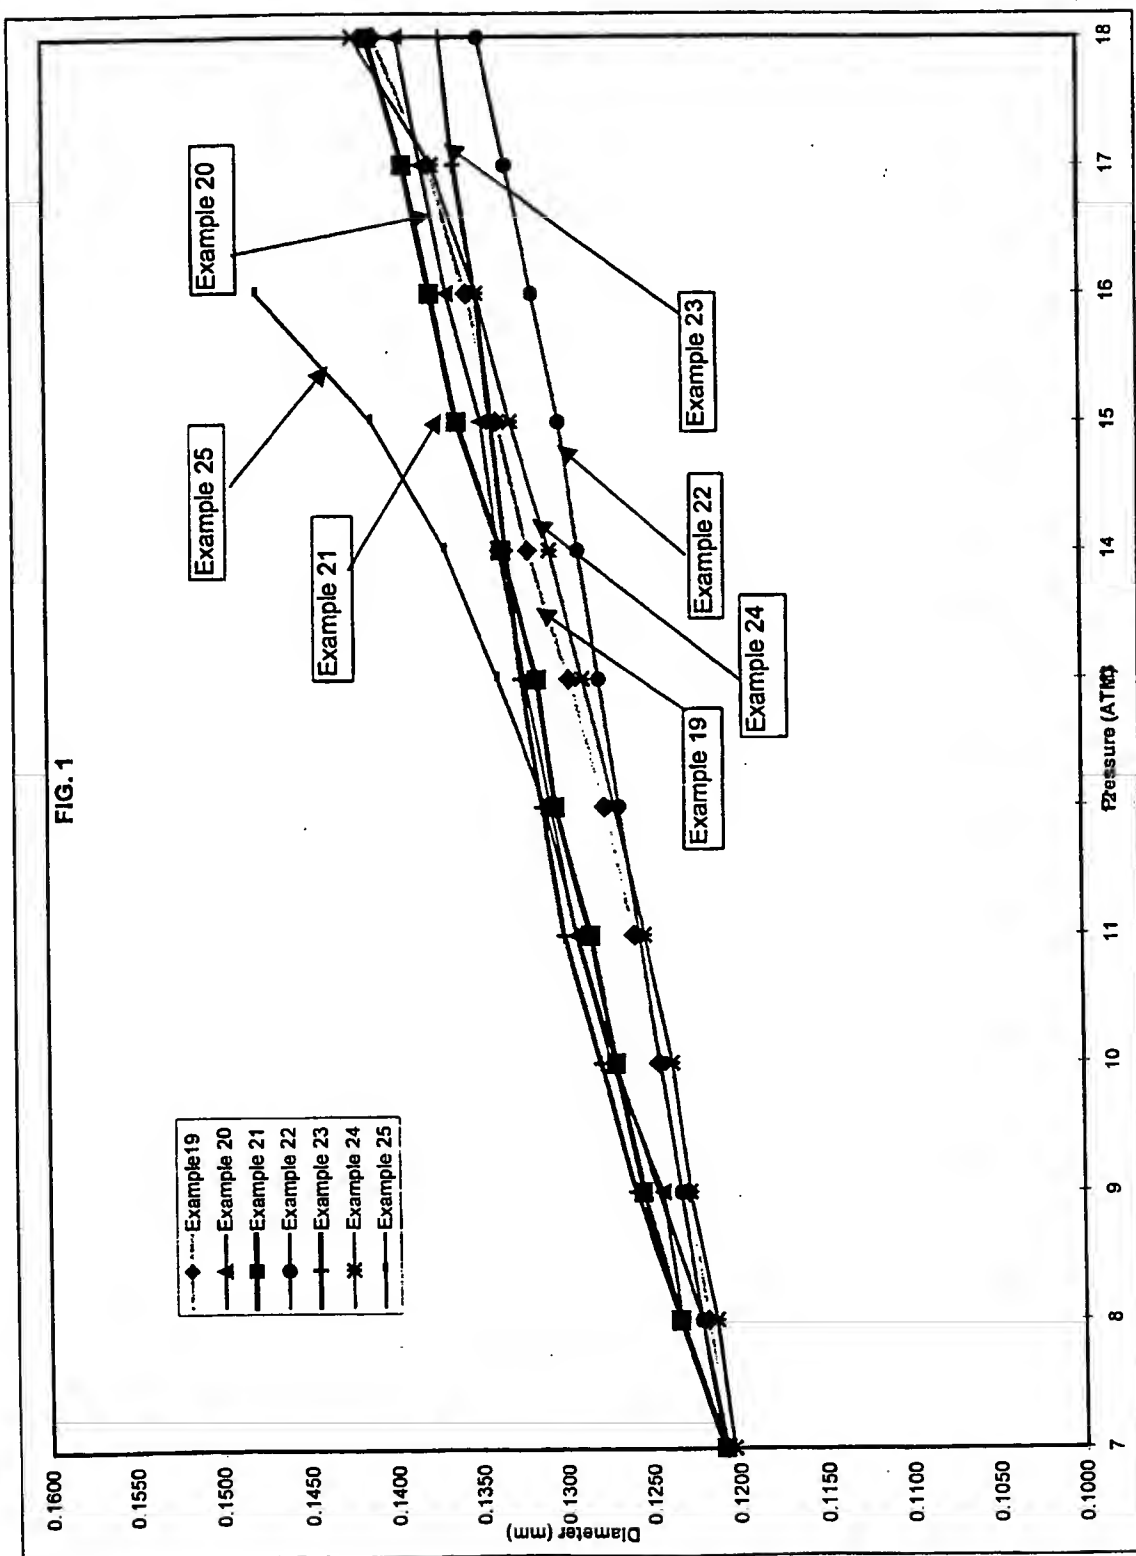 FIG. 1
Example19
Example 20
Example 21
Example 22
Example 23
Example 24
Example 25
Example 25
Example 20
Example 21
Example 19
Example 24
Example 22
Example 23
Diameter (mm)
0.1600
0.1550
0.1500
0.1450
0.1400
0.1350
0.1300
0.1250
0.1200
0.1150
0.1100
0.1050
0.1000
7
8
9
10
11
12
13
14
15
16
17
18
Pressure (ATM)